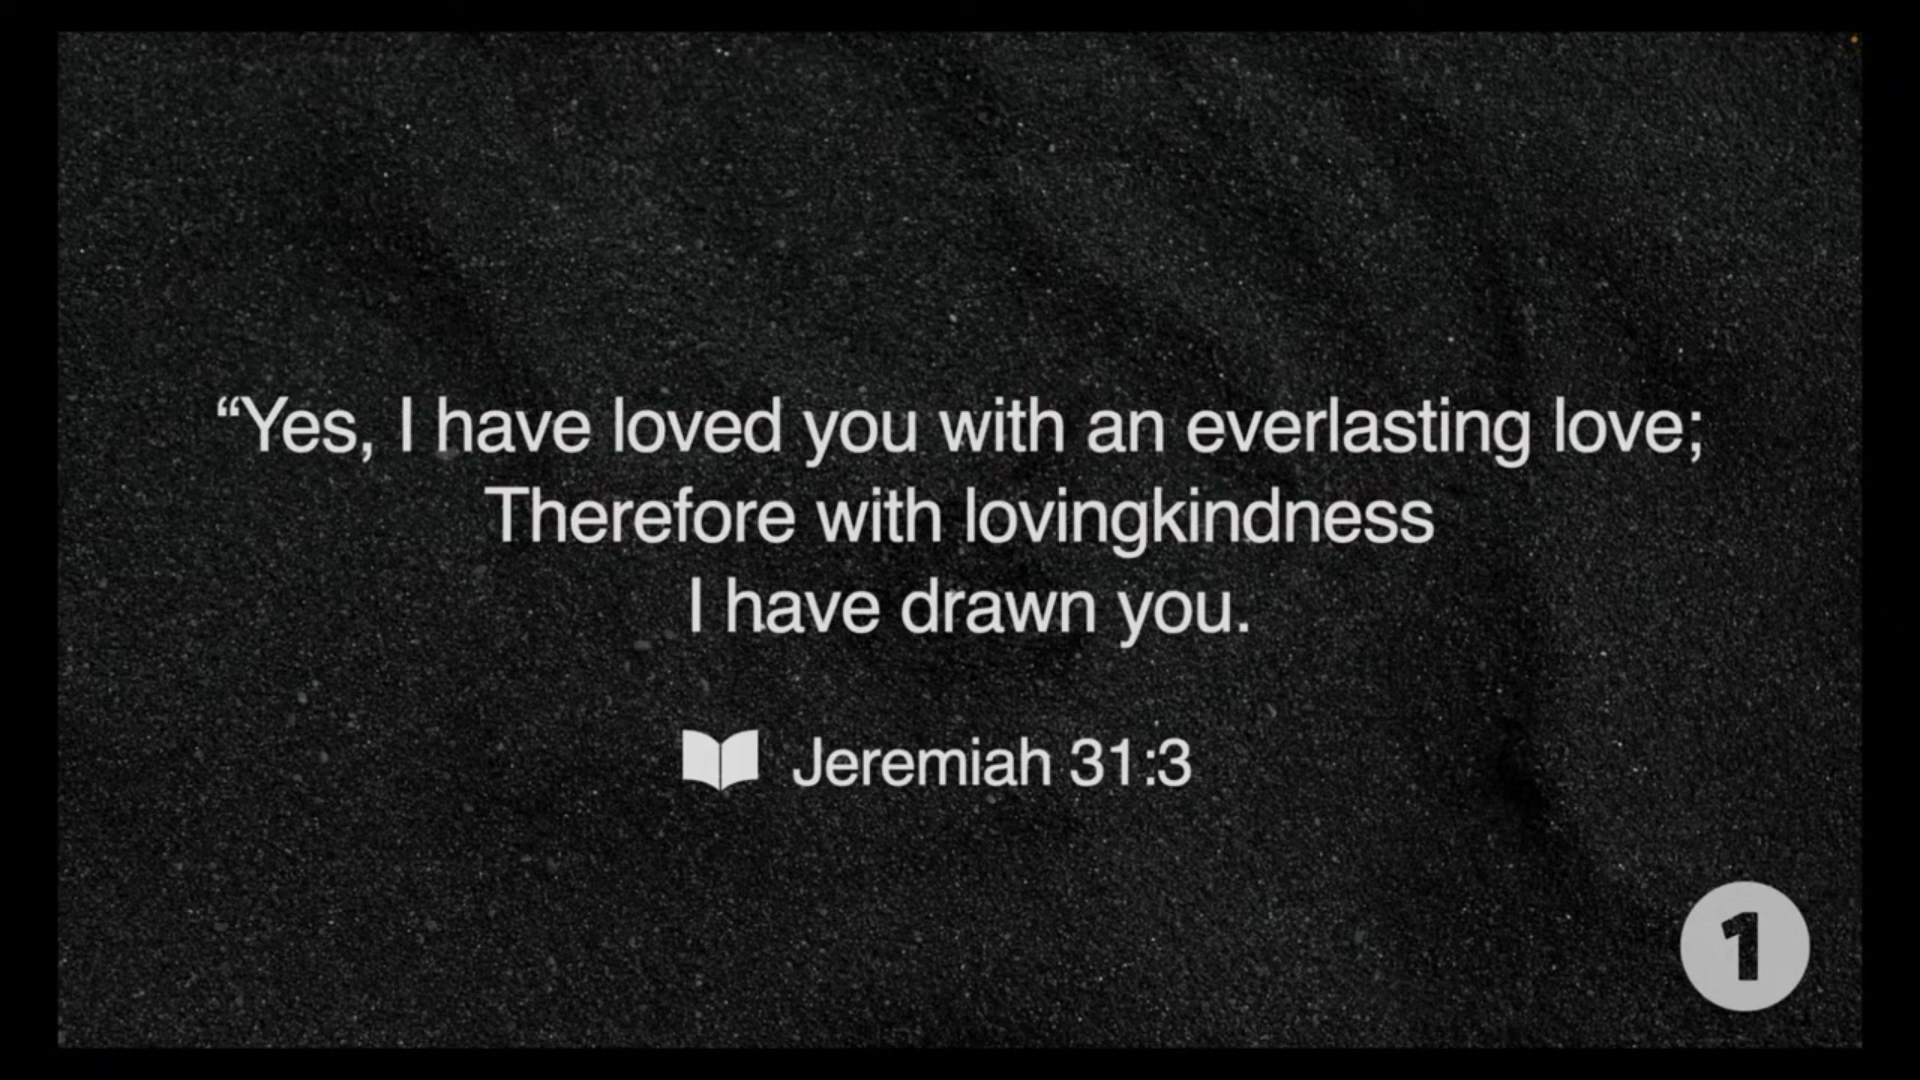 “Yes, I have loved you with an everlasting love;
Therefore with lovingkindness
I have drawn you.
Jeremiah 31:3
1